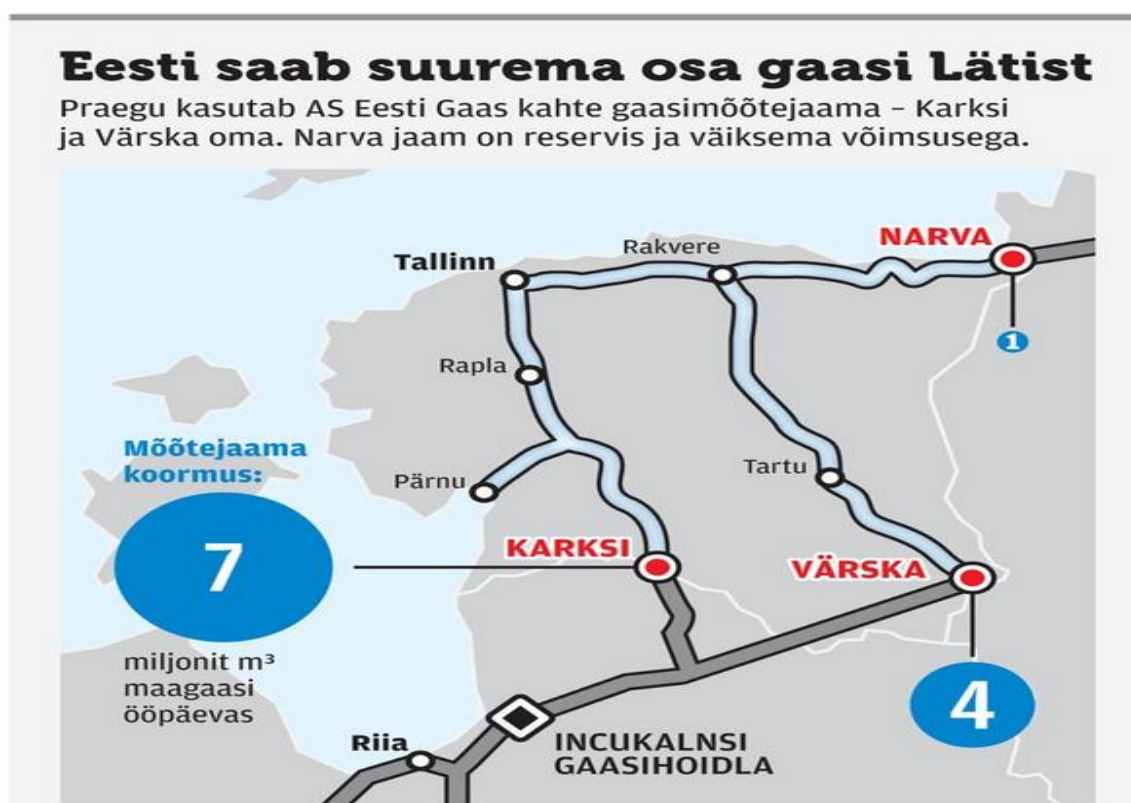 Eesti saab suurema osa gaasi Lätist
Praegu kasutab AS Eesti Gaas kahte gaasimõõtejaama – Karksi
ja Värska oma. Narva jaam on reservis ja väiksema võimsusega.
NARVA
Rakvere
Tallinn
1
Rapla
Mõõtejaama
koormus:
Pärnu
Tartu
7
KARKSI
VÄRSKA
miljonit m³
maagaasi
ööpäevas
4
Riia
INCUKALNSI
GAASIHOIDLA